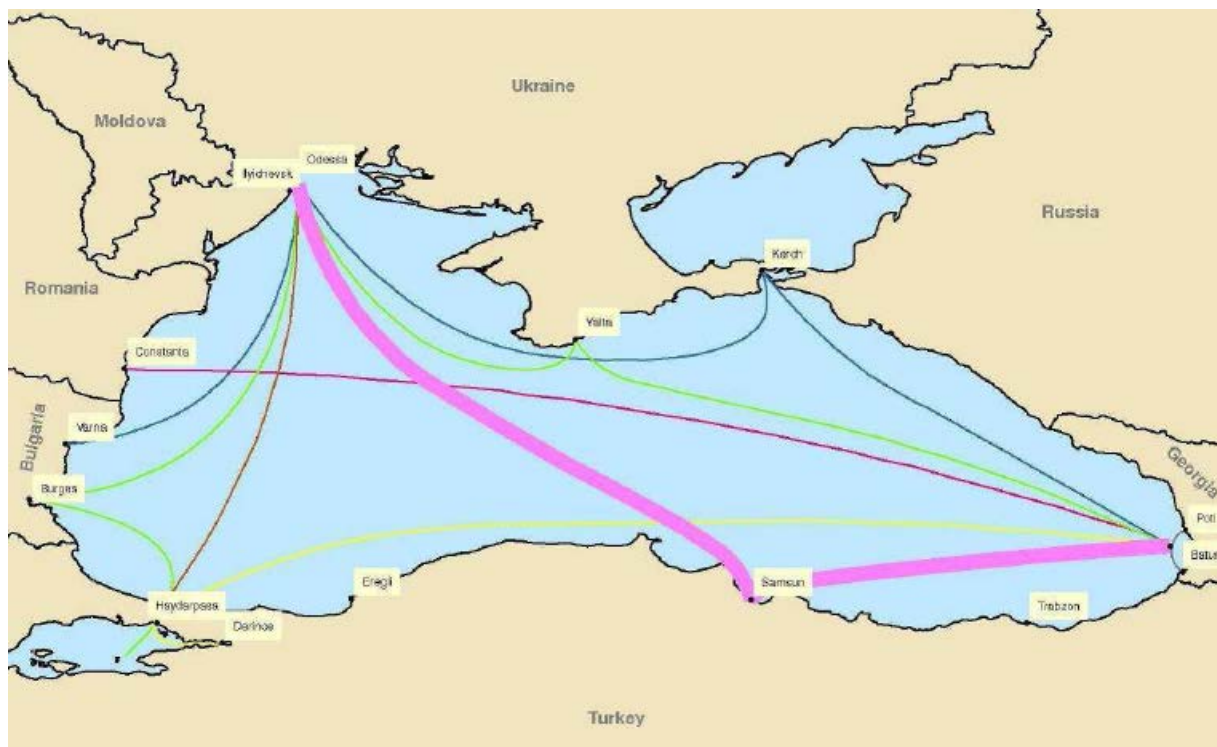 Ukraine
Moldova
Odessa
Ilyichevsk
Russia
Kerch
Romania
Yalta
Constanta
Bulgaria
Varna
Georgia
Burgas
Poti
Batu
Eregli
Samsun
Haydarpasa
Trabzon
Derince
Turkey